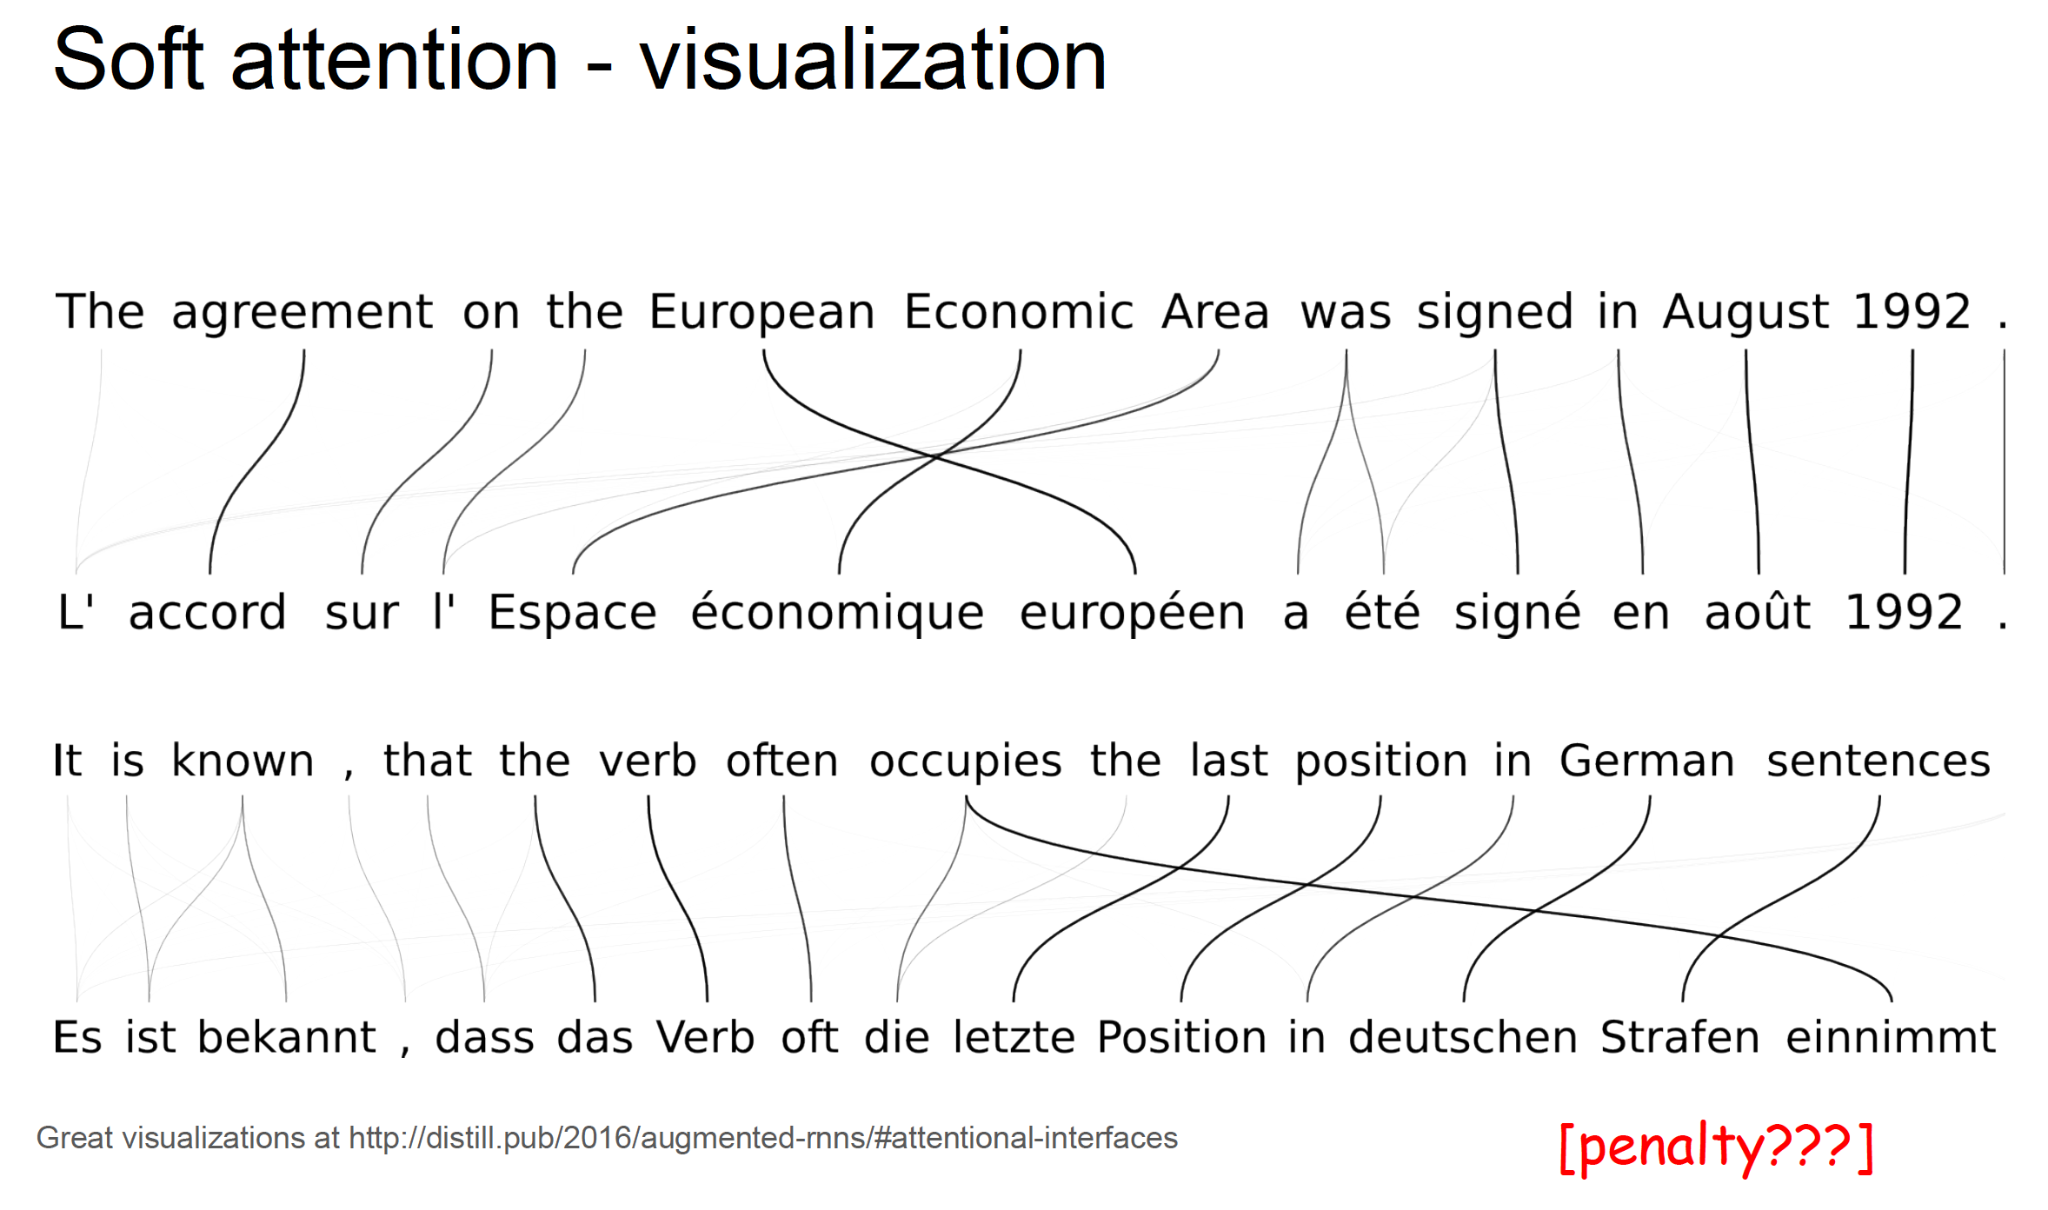 Soft attention - visualization
The agreement on the European Economic Area was signed in August 1992 .
L' accord sur l' Espace économique européen a été signé en août 1992 .
It is known , that the verb often occupies the last position in German sentences
Es ist bekannt , dass das Verb oft die letzte Position in deutschen Strafen einnimmt
Great visualizations at http://distill.pub/2016/augmented-rnns/#attentional-interfaces
[penalty???]